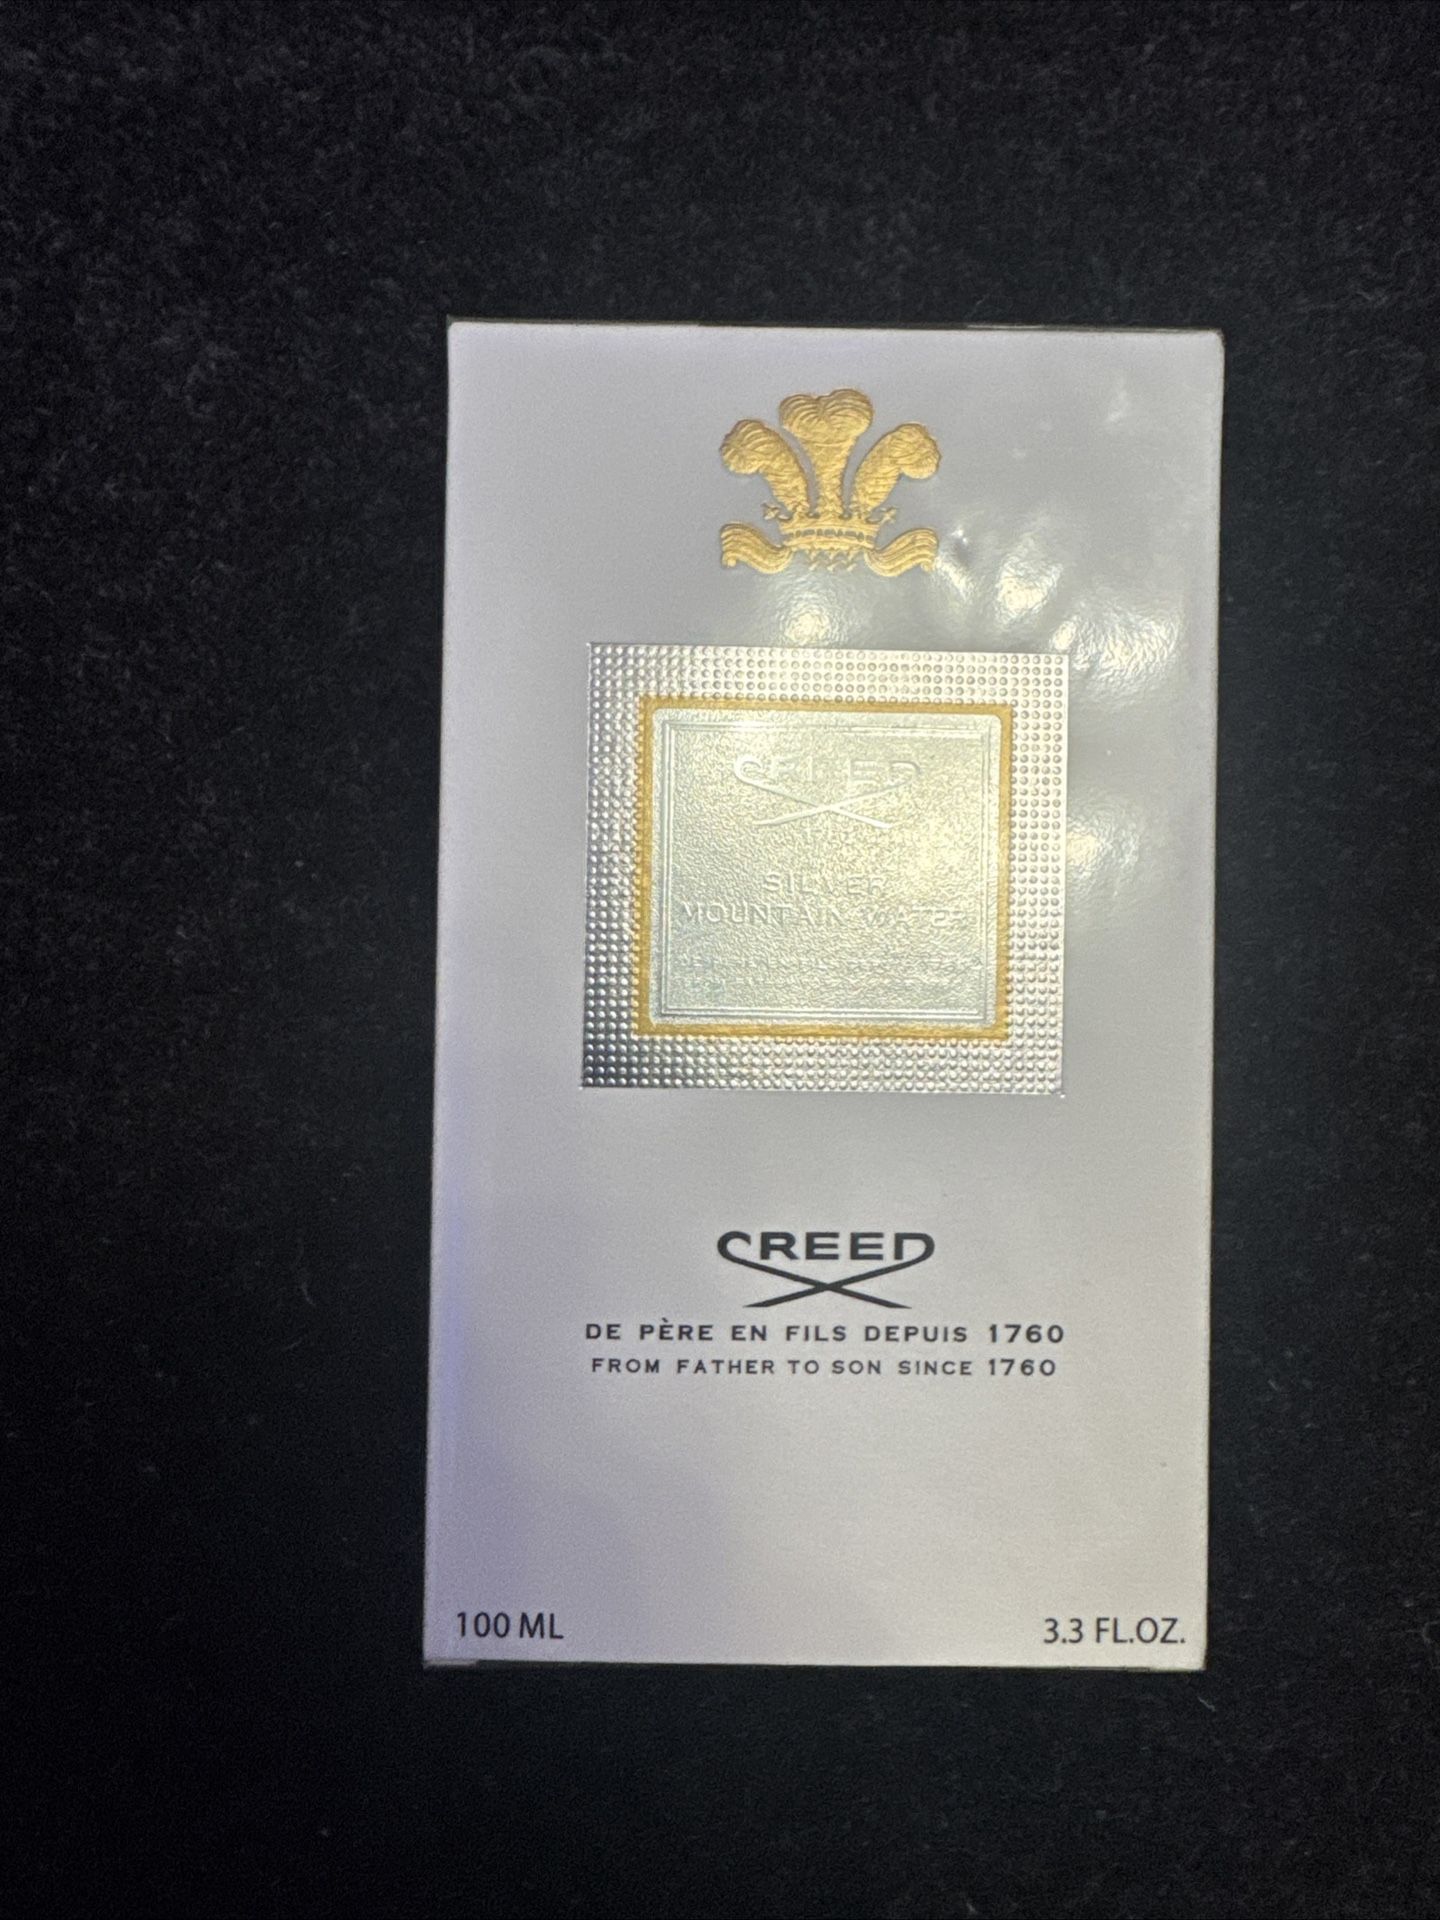 CREED
SILVER
MOUNTAIN WATER
CREED
DE PÈRE EN FILS DEPUIS 1760
FROM FATHER TO SON SINCE 1760
100 ML
3.3 FL.OZ.